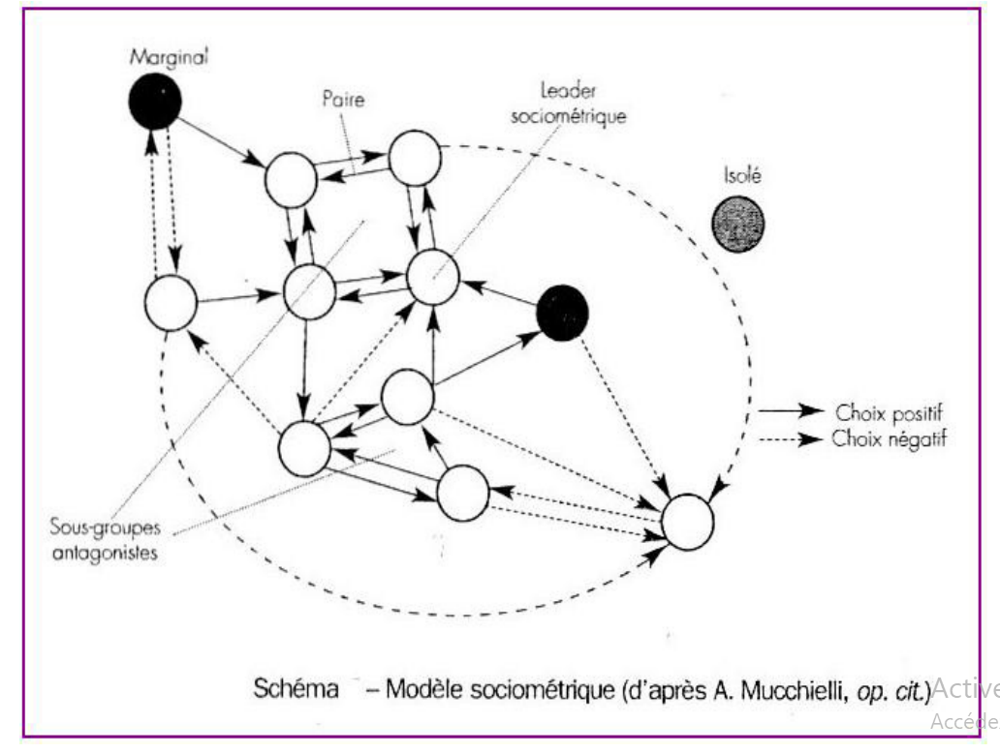 Marginal
Paire
Leader
sociométrique
Isolé
Choix positif
Choix négatif
Sous-groupes
antagonistes
Schéma – Modèle sociométrique (d'après A. Mucchielli, op. cit.)
Active
Accéde